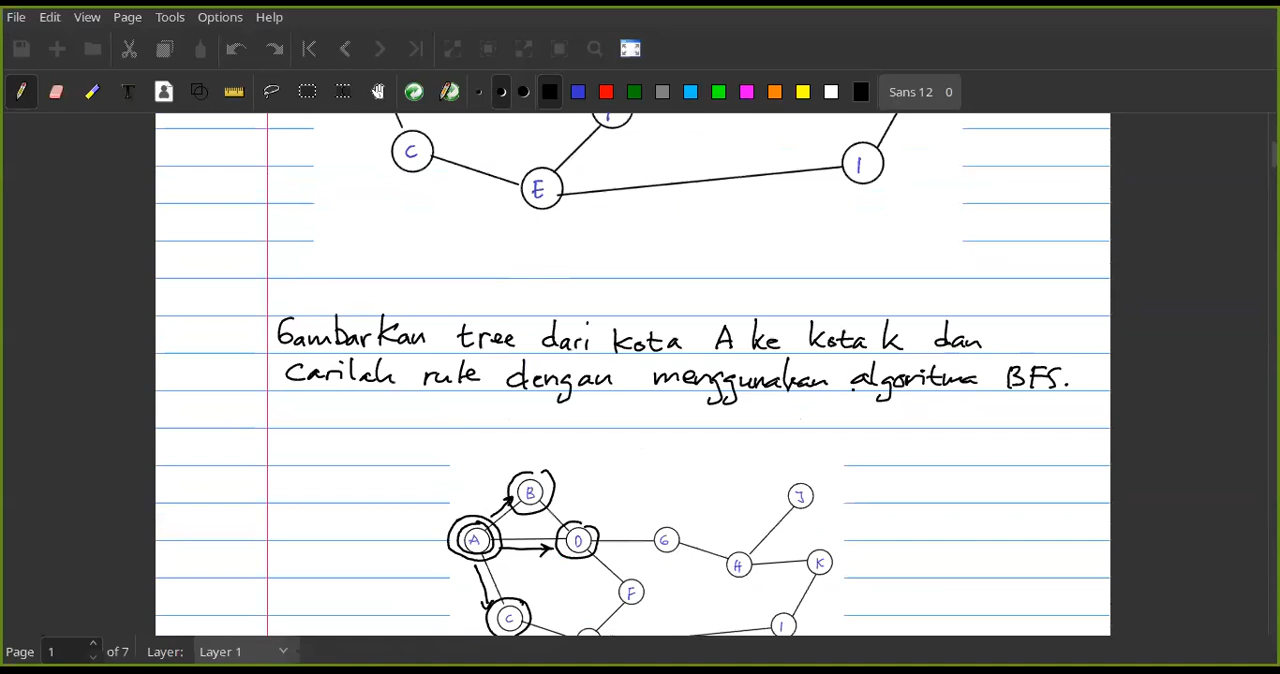 File Edit View Page Tools Options Help
Sans 12 0
C
E
I
Gambarkan tree dari kota A ke kota k dan
Carilah rute dengan menggunakan algoritma BFS.
B
J
A
D
G
H
K
F
C
I
Page 1 of 7 Layer: Layer 1